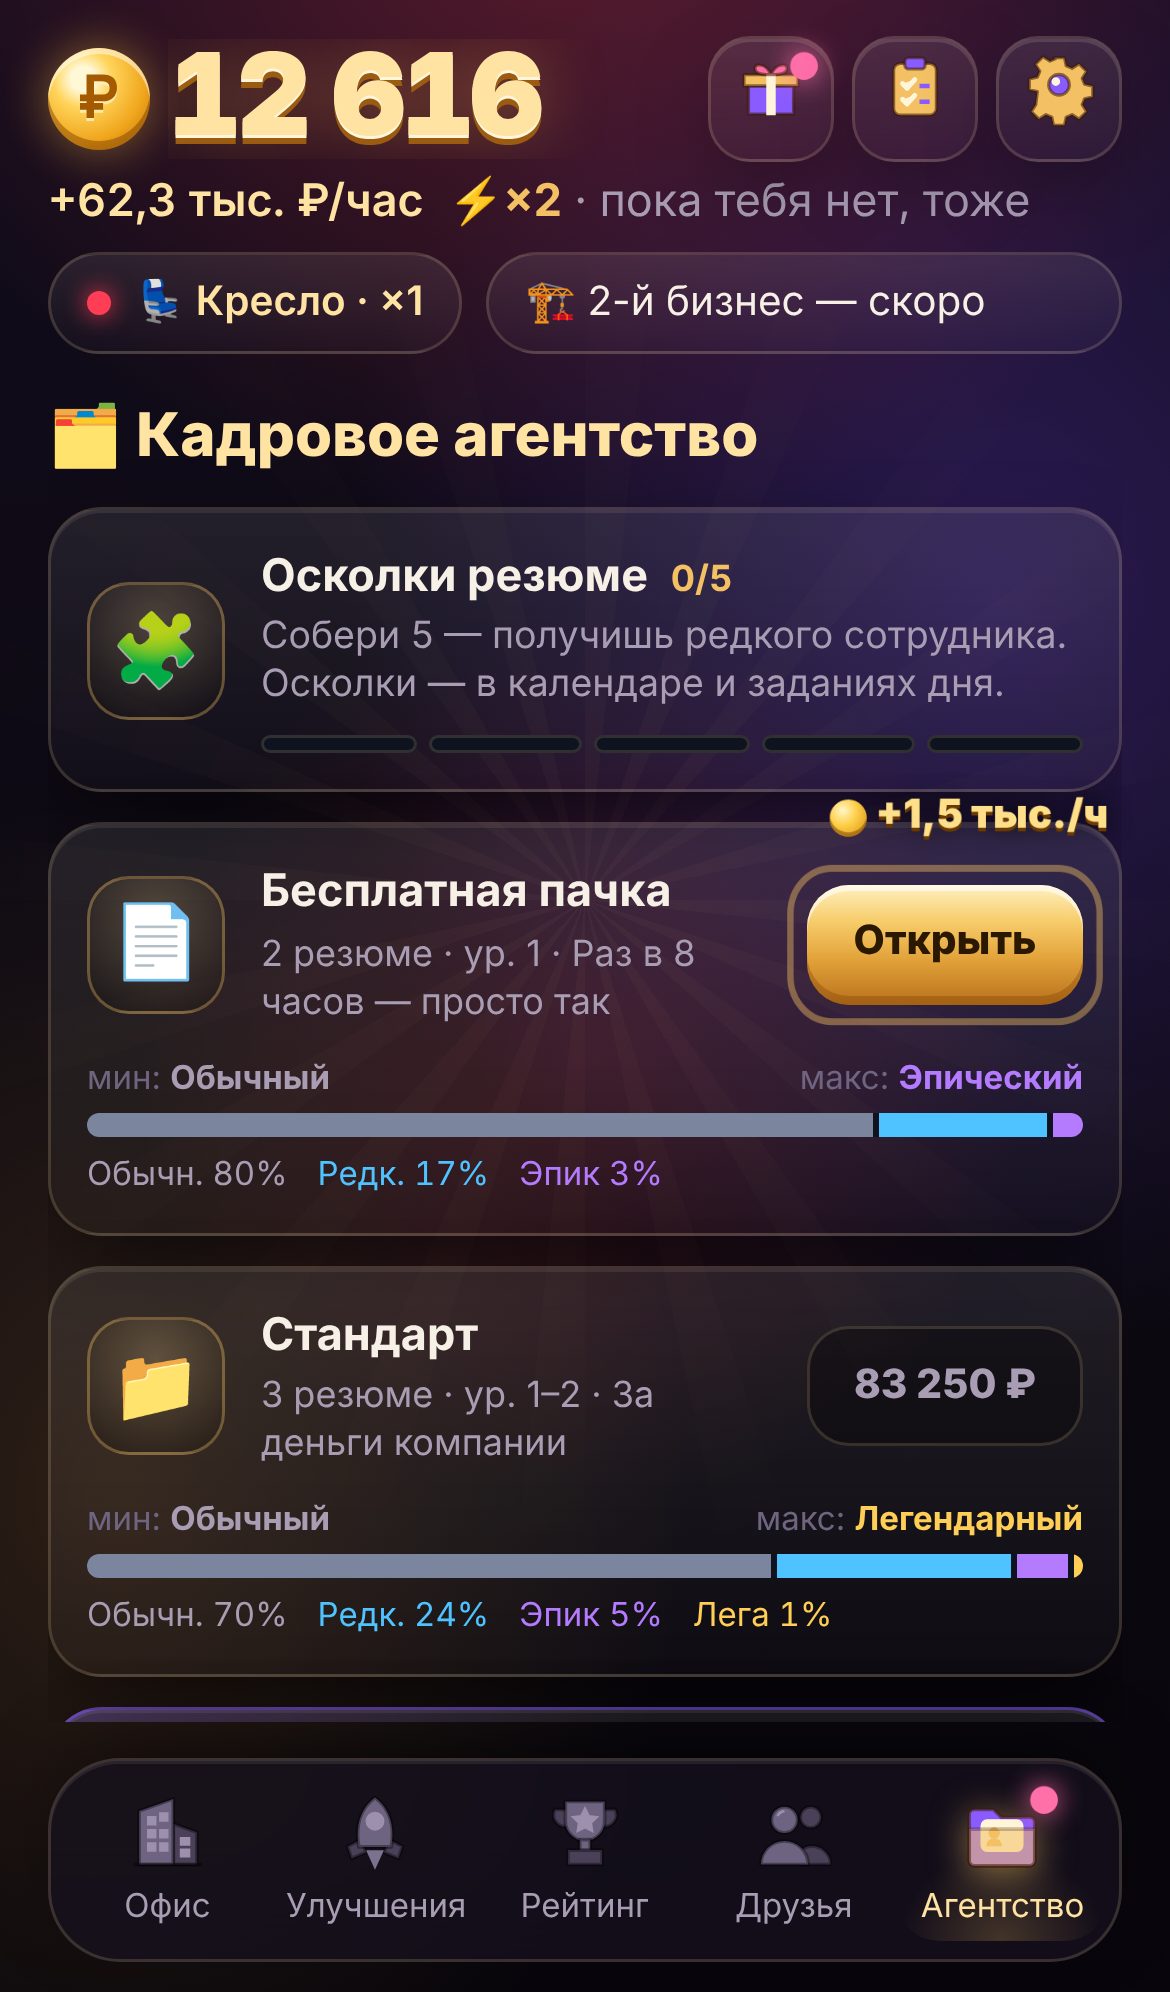 ₽ 12 616
+62,3 тыс. ₽/час ⚡×2 · пока тебя нет, тоже
Кресло · ×1
2-й бизнес — скоро
Кадровое агентство
Осколки резюме 0/5
Собери 5 — получишь редкого сотрудника.
Осколки — в календаре и заданиях дня.
+1,5 тыс./ч
Бесплатная пачка
2 резюме · ур. 1 · Раз в 8
часов — просто так
Открыть
мин: Обычный
макс: Эпический
Обычн. 80% Редк. 17% Эпик 3%
Стандарт
3 резюме · ур. 1–2 · За
деньги компании
83 250 ₽
мин: Обычный
макс: Легендарный
Обычн. 70% Редк. 24% Эпик 5% Лега 1%
Офис
Улучшения
Рейтинг
Друзья
Агентство